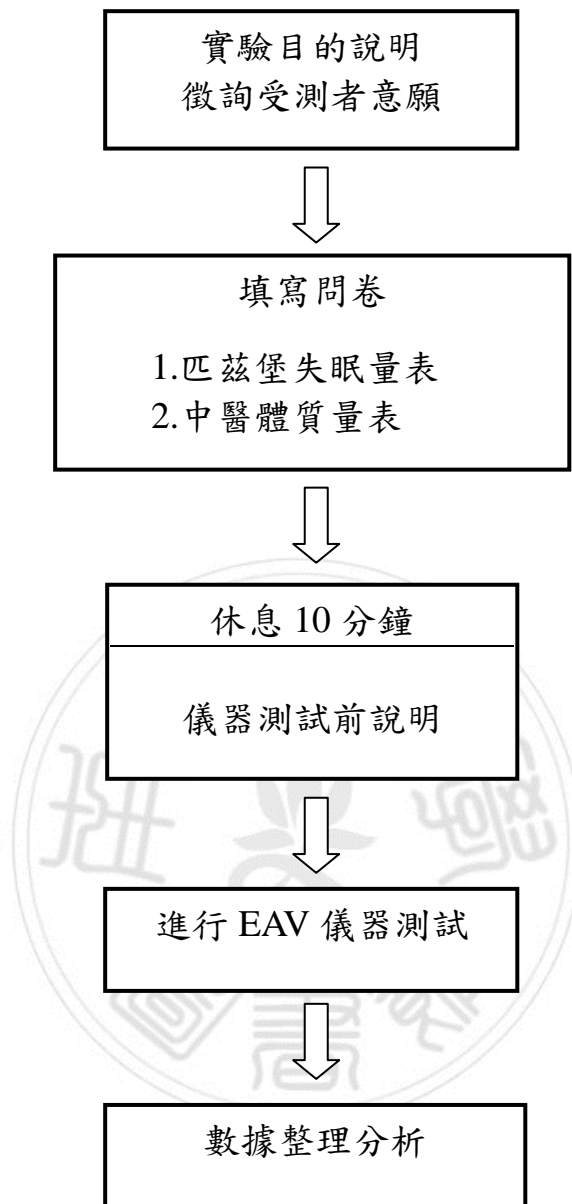 實驗目的說明
徵詢受測者意願
填寫問卷
1.匹茲堡失眠量表
2.中醫體質量表
休息 10 分鐘
儀器測試前說明
進行 EAV 儀器測試
數據整理分析